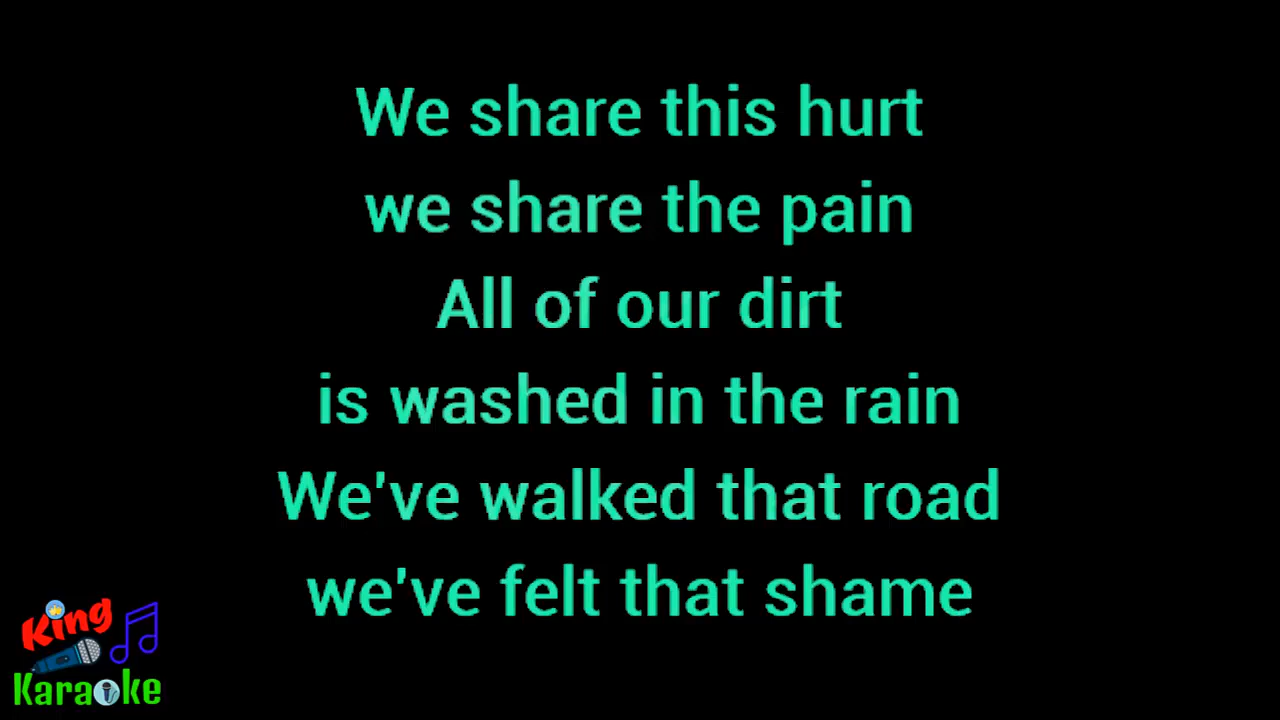 We share this hurt
we share the pain
All of our dirt
is washed in the rain
We've walked that road
we've felt that shame
King
Karaoke